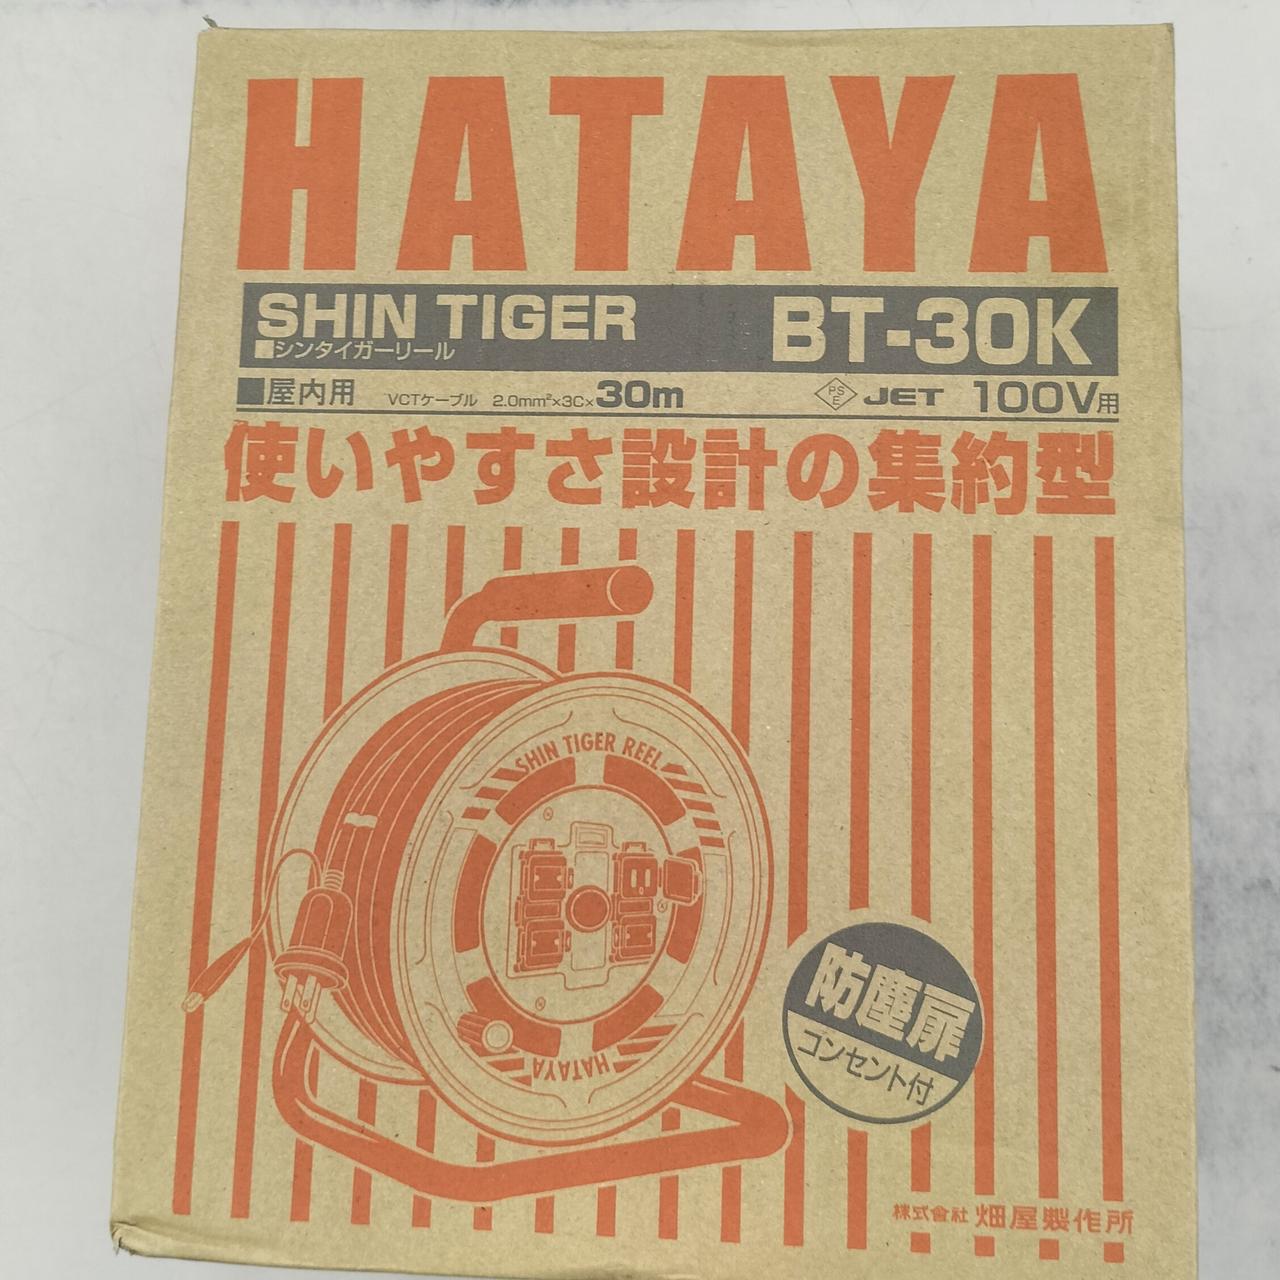 HATAYA
SHIN TIGER BT-30K
■シンタイガーリール
■屋内用 VCTケーブル 2.0mm²×3C×30m PSE JET 100V用
使いやすさ設計の集約型
SHIN TIGER REEL
HATAYA
防塵扉
コンセント付
株式會社 畑屋製作所